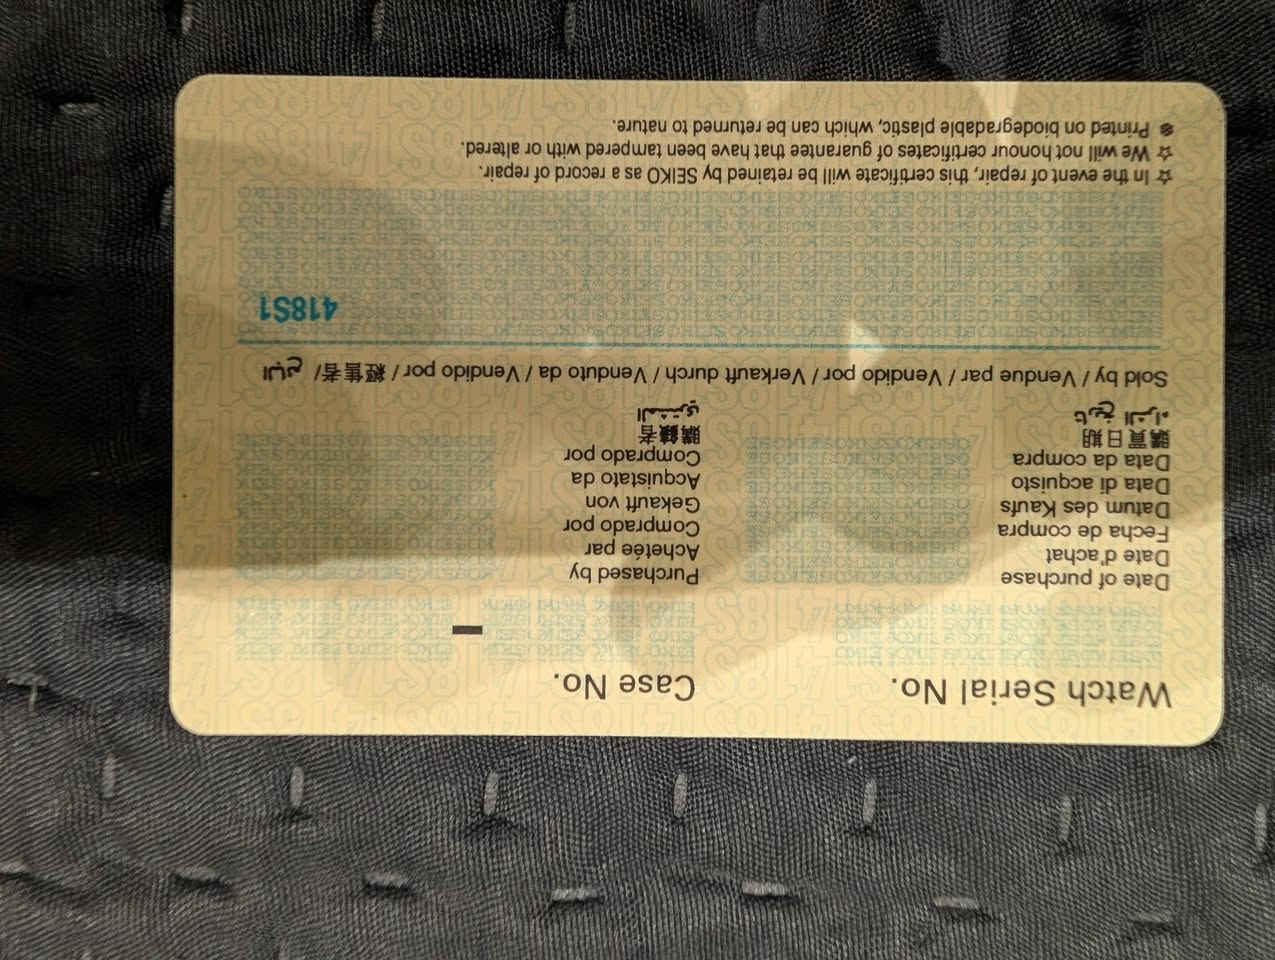 Watch Serial No.
Case No.
–
Date of purchase
Date d'achat
Fecha de compra
Datum des Kaufs
Data di acquisto
Data da compra
購買日期
تاريخ الشراء
Purchased by
Achetée par
Comprado por
Gekauft von
Acquistato da
Comprado por
المشتري
Sold by / Vendue par / Vendido por / Verkauft durch / Venduto da / Vendido por / 經售者/ البائع
418S1
☆ In the event of repair, this certificate will be retained by SEIKO as a record of repair.
☆ We will not honour certificates of guarantee that have been tampered with or altered.
Printed on biodegradable plastic, which can be returned to nature.